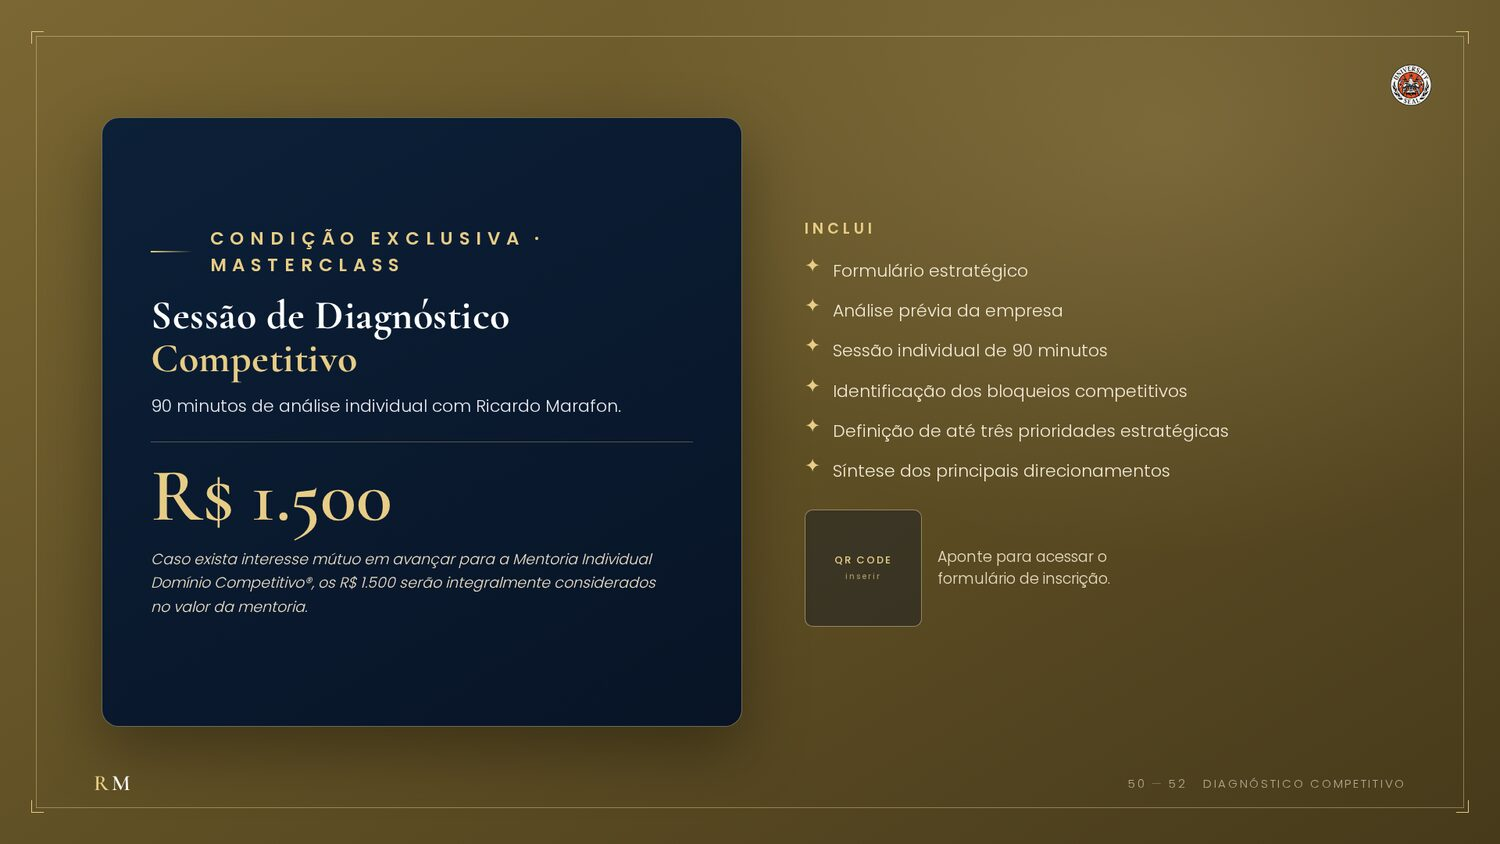 UNIVERSITY
SEAL
CONDIÇÃO EXCLUSIVA ·
MASTERCLASS
Sessão de Diagnóstico
Competitivo
90 minutos de análise individual com Ricardo Marafon.
R$ 1.500
Caso exista interesse mútuo em avançar para a Mentoria Individual
Domínio Competitivo®, os R$ 1.500 serão integralmente considerados
no valor da mentoria.
INCLUI
Formulário estratégico
Análise prévia da empresa
Sessão individual de 90 minutos
Identificação dos bloqueios competitivos
Definição de até três prioridades estratégicas
Síntese dos principais direcionamentos
QR CODE
inserir
Aponte para acessar o
formulário de inscrição.
RM
50 — 52 DIAGNÓSTICO COMPETITIVO